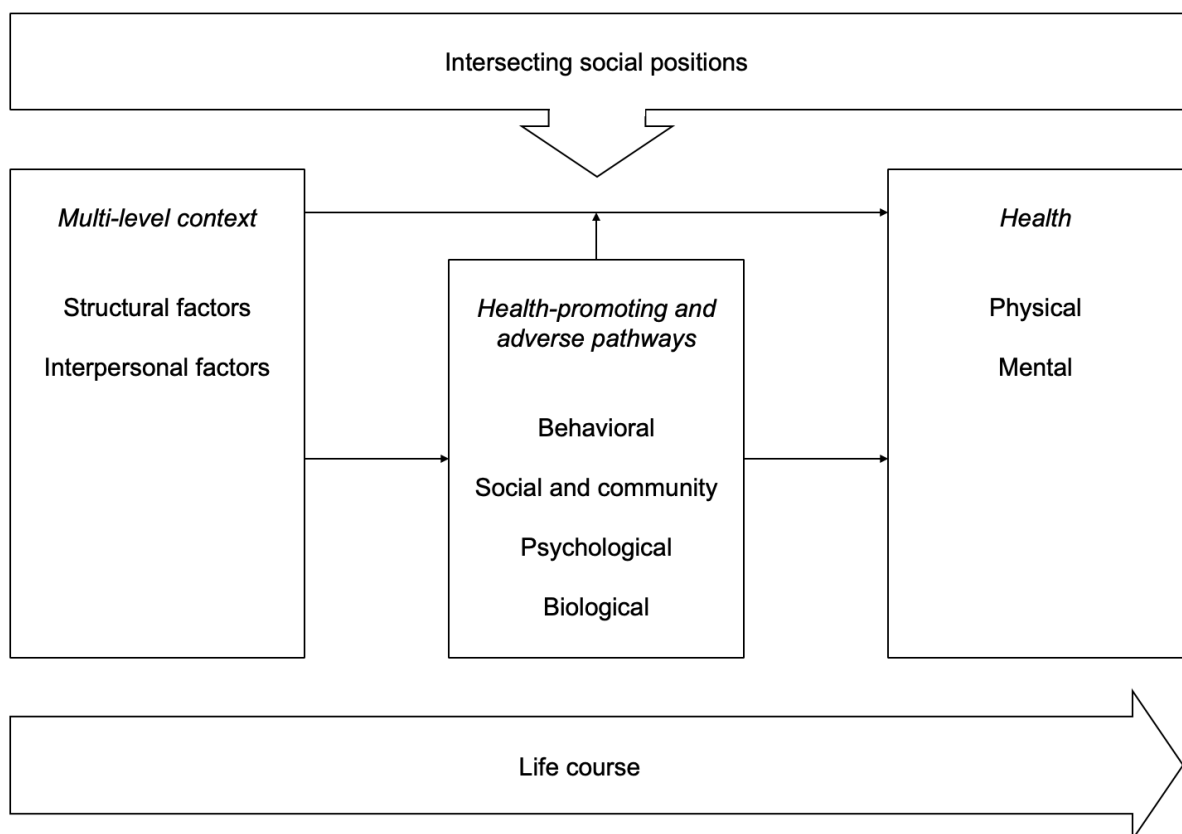 Intersecting social positions
Multi-level context
Structural factors
Interpersonal factors
Health-promoting and
adverse pathways
Behavioral
Social and community
Psychological
Biological
Health
Physical
Mental
Life course